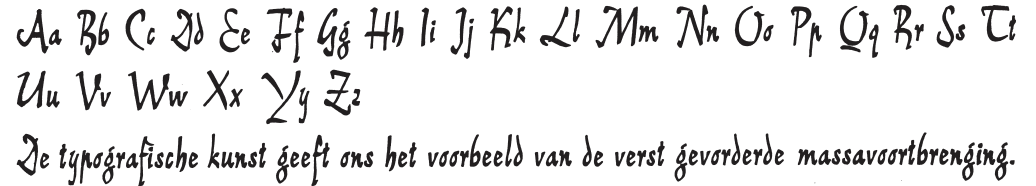 Aa Bb Cc Dd Ee Ff Gg Hh Ii Jj Kk Ll Mm Nn Oo Pp Qq Rr Ss Tt
Uu Vv Ww Xx Yy Zz
De typografische kunst geeft ons het voorbeeld van de verst gevorderde massavoortbrenging.